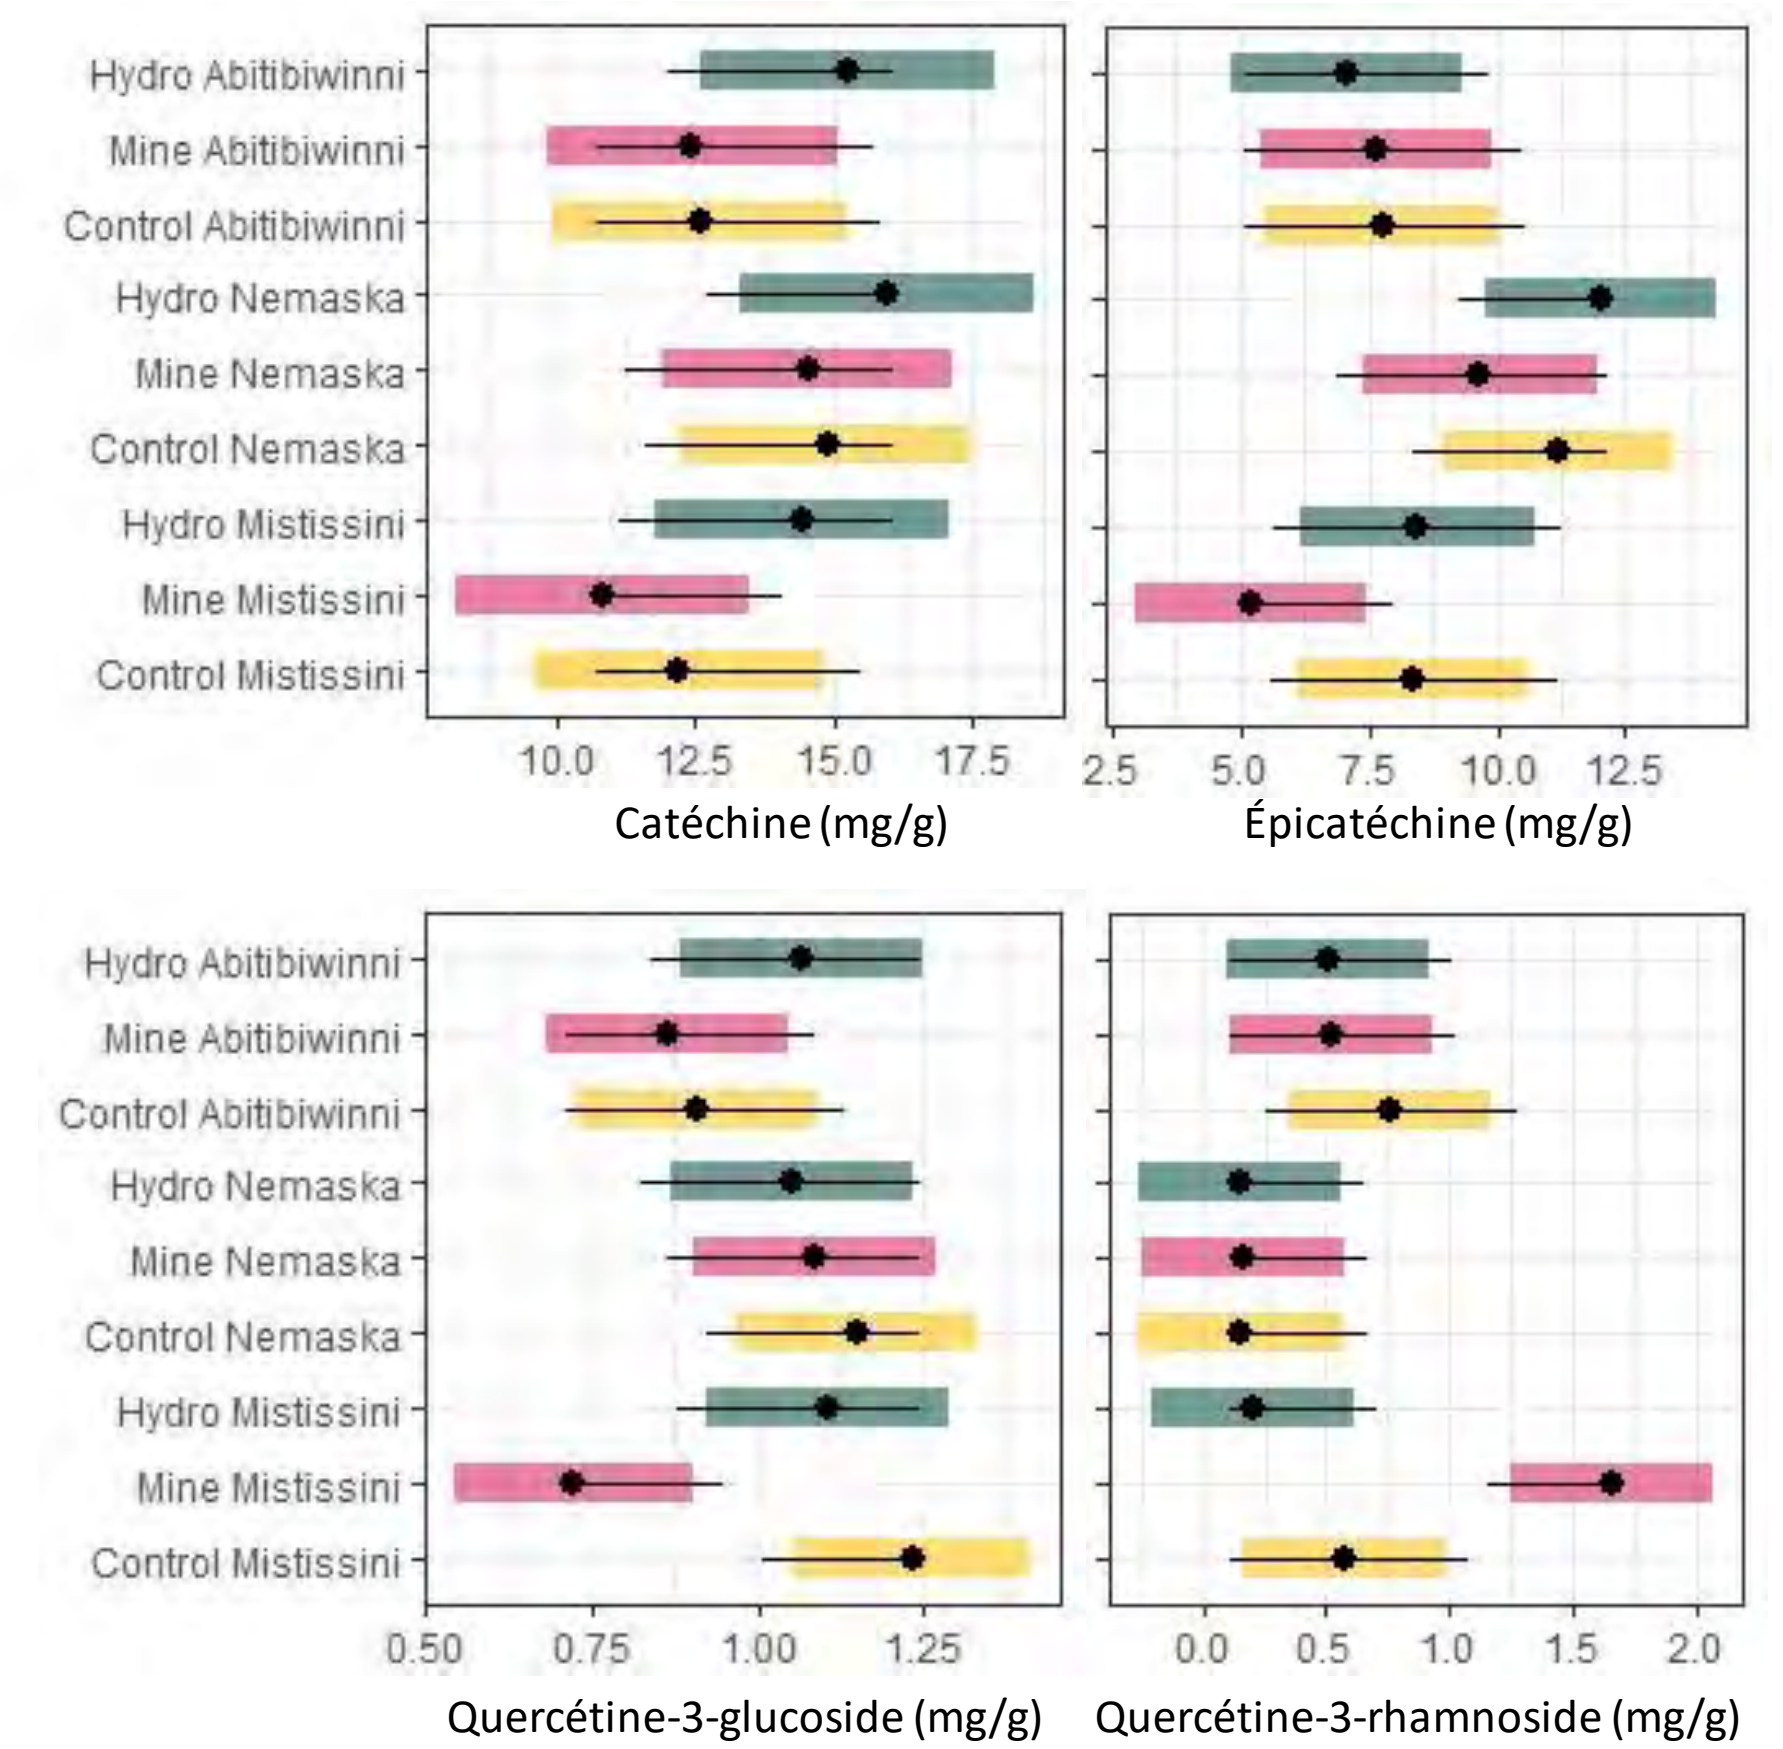 Hydro Abitibiwinni
Mine Abitibiwinni
Control Abitibiwinni
Hydro Nemaska
Mine Nemaska
Control Nemaska
Hydro Mistissini
Mine Mistissini
Control Mistissini
10.0 12.5 15.0 17.5
Catéchine (mg/g)
2.5 5.0 7.5 10.0 12.5
Épicatéchine (mg/g)
Hydro Abitibiwinni
Mine Abitibiwinni
Control Abitibiwinni
Hydro Nemaska
Mine Nemaska
Control Nemaska
Hydro Mistissini
Mine Mistissini
Control Mistissini
0.50 0.75 1.00 1.25
Quercétine-3-glucoside (mg/g)
0.0 0.5 1.0 1.5 2.0
Quercétine-3-rhamnoside (mg/g)